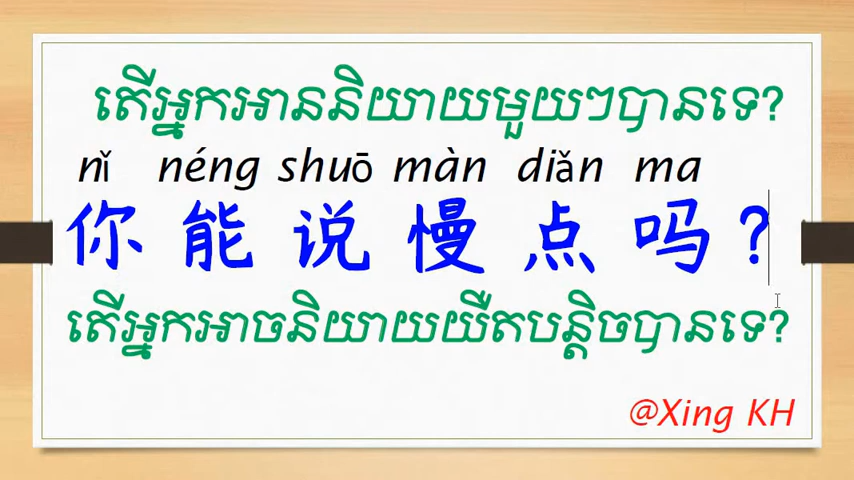 តើអ្នកអាននិយាយមួយៗបានទេ?
nǐ néng shuō màn diǎn ma
你 能 说 慢 点 吗 ?
តើអ្នកអាចនិយាយយឺតបន្តិចបានទេ?
@Xing KH